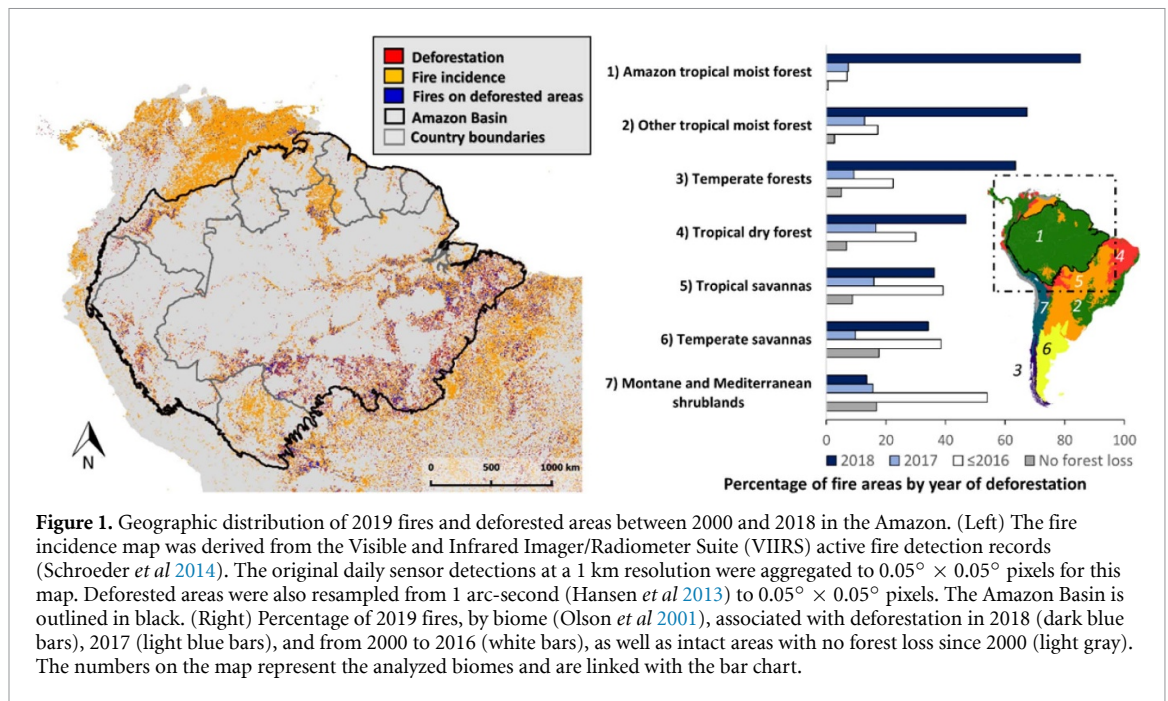 Deforestation
Fire incidence
Fires on deforested areas
Amazon Basin
Country boundaries
N
0 500 1000 km
1) Amazon tropical moist forest
2) Other tropical moist forest
3) Temperate forests
4) Tropical dry forest
5) Tropical savannas
6) Temperate savannas
7) Montane and Mediterranean
shrublands
1
4
5
7
2
6
3
0 20 40 60 80 100
2018 2017 ≤2016 No forest loss
Percentage of fire areas by year of deforestation
Figure 1. Geographic distribution of 2019 fires and deforested areas between 2000 and 2018 in the Amazon. (Left) The fire
incidence map was derived from the Visible and Infrared Imager/Radiometer Suite (VIIRS) active fire detection records
(Schroeder et al 2014). The original daily sensor detections at a 1 km resolution were aggregated to 0.05° × 0.05° pixels for this
map. Deforested areas were also resampled from 1 arc-second (Hansen et al 2013) to 0.05° × 0.05° pixels. The Amazon Basin is
outlined in black. (Right) Percentage of 2019 fires, by biome (Olson et al 2001), associated with deforestation in 2018 (dark blue
bars), 2017 (light blue bars), and from 2000 to 2016 (white bars), as well as intact areas with no forest loss since 2000 (light gray).
The numbers on the map represent the analyzed biomes and are linked with the bar chart.